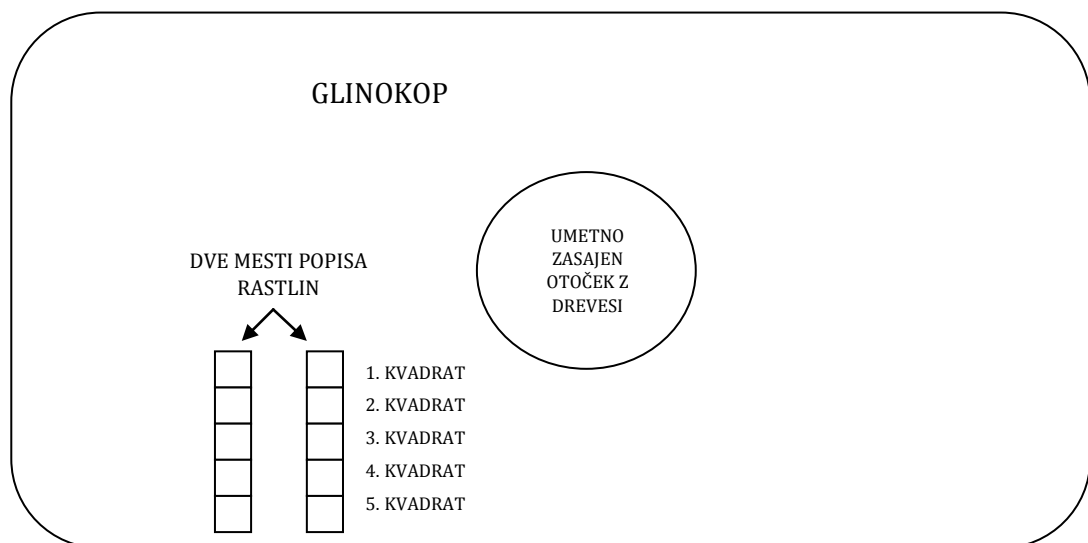 GLINOKOP
UMETNO
ZASAJEN
OTOČEK Z
DREVESI
DVE MESTI POPISA
RASTLIN
1. KVADRAT
2. KVADRAT
3. KVADRAT
4. KVADRAT
5. KVADRAT